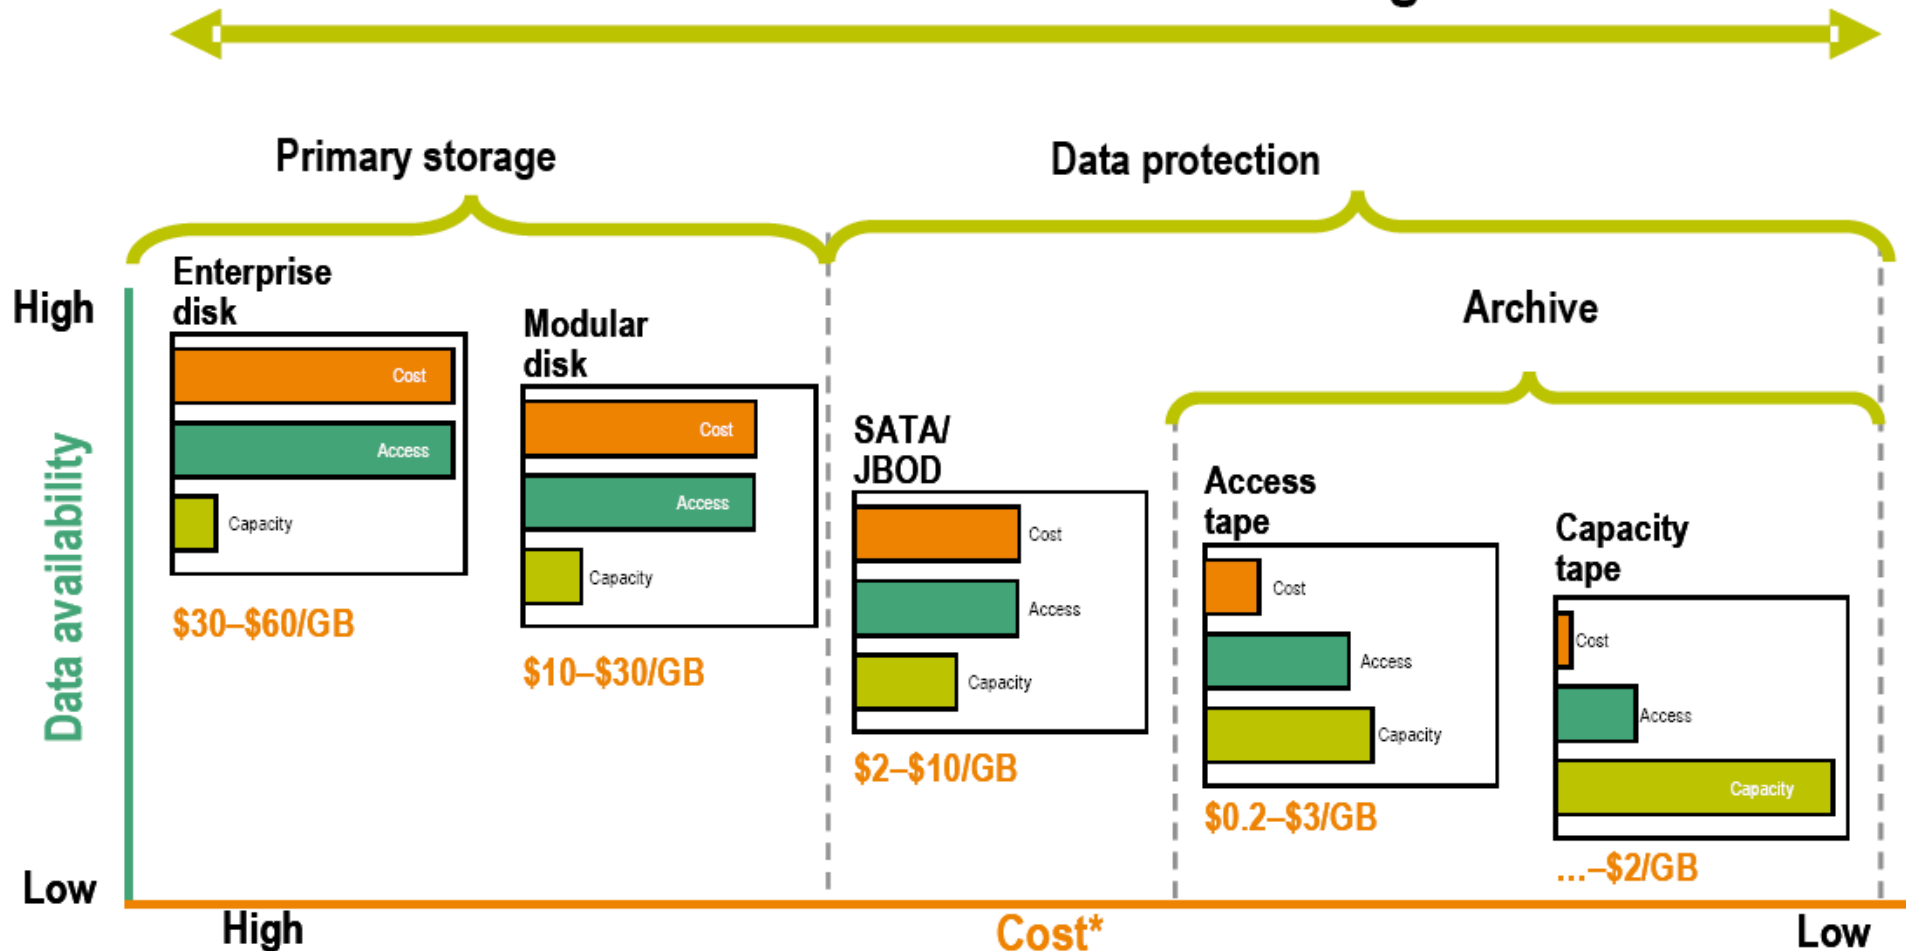 Primary storage
Data protection
Enterprise
disk
High
Archive
Modular
disk
Cost
Access
Capacity
$30–$60/GB
Cost
Access
Capacity
$10–$30/GB
SATA/
JBOD
Cost
Access
Capacity
$2–$10/GB
Access
tape
Cost
Access
Capacity
$0.2–$3/GB
Capacity
tape
Cost
Access
Capacity
...–$2/GB
Data availability
Low
High
Cost*
Low